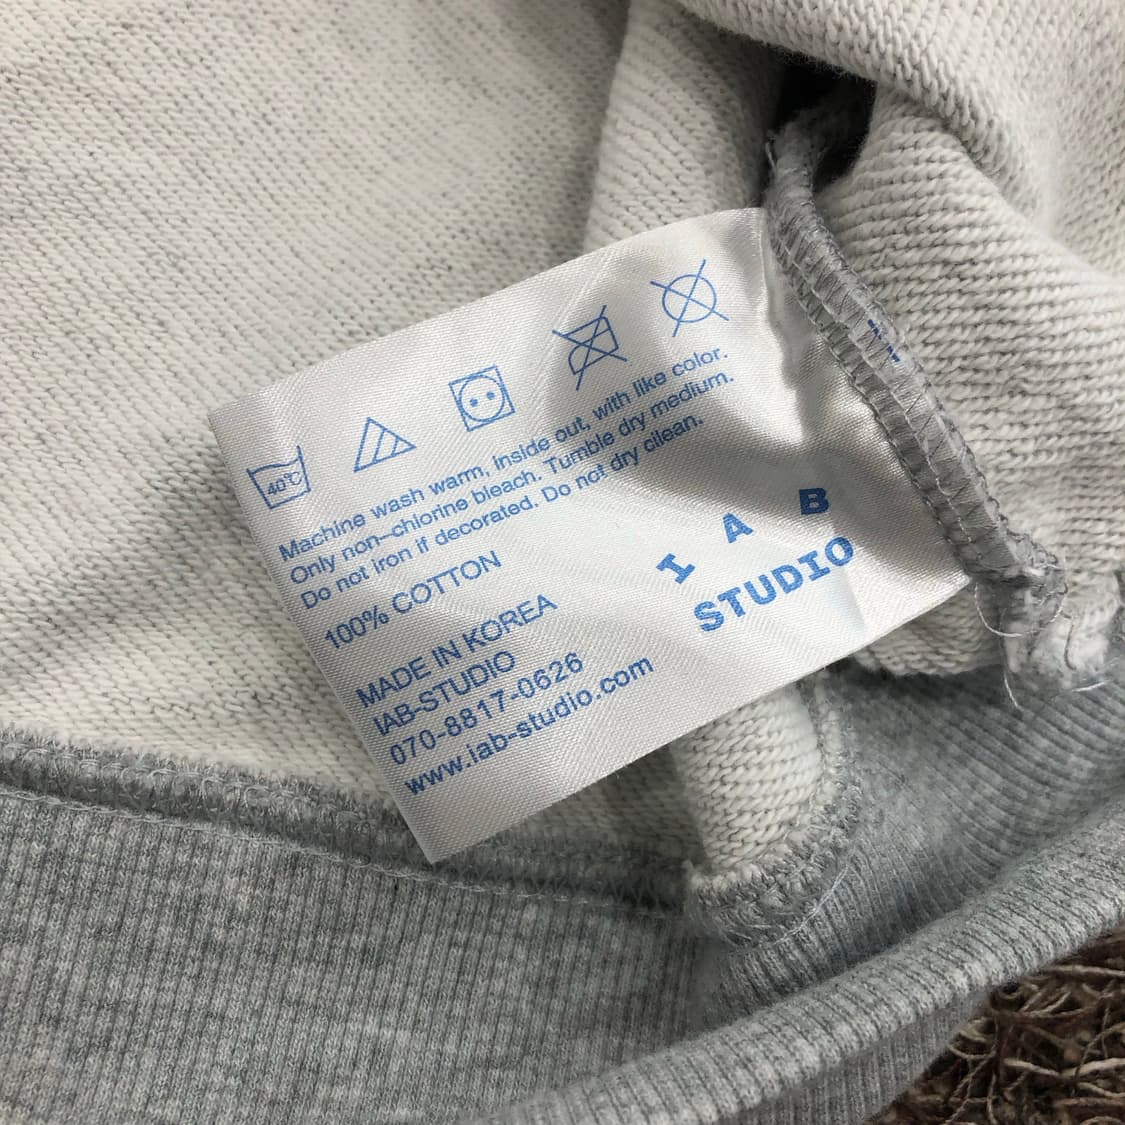 40°C
Machine wash warm, inside out, with like color.
Only non-chlorine bleach. Tumble dry medium.
Do not iron if decorated. Do not dry cilean.
100% COTTON
MADE IN KOREA
IAB-STUDIO
070-8817-0626
www.iab-studio.com
I A B
STUDIO